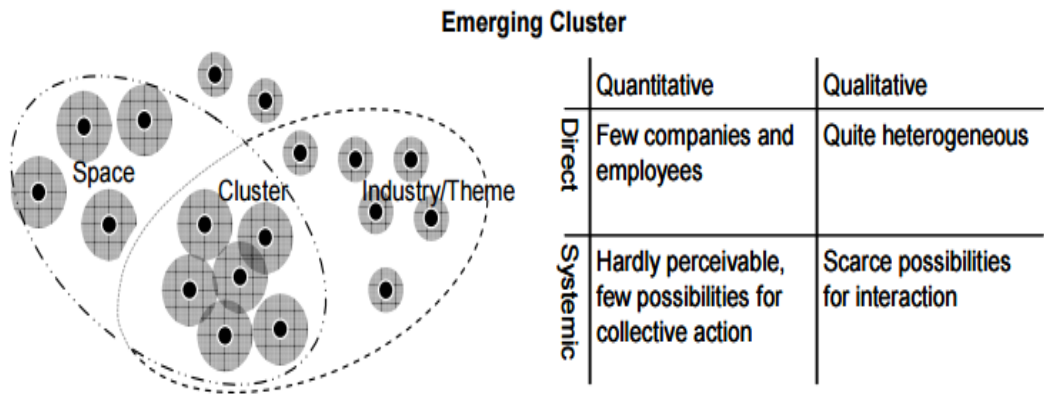 Emerging Cluster
Space
Cluster
Industry/Theme
Quantitative
Qualitative
Direct
Few companies and
employees
Quite heterogeneous
Systemic
Hardly perceivable,
few possibilities for
collective action
Scarce possibilities
for interaction